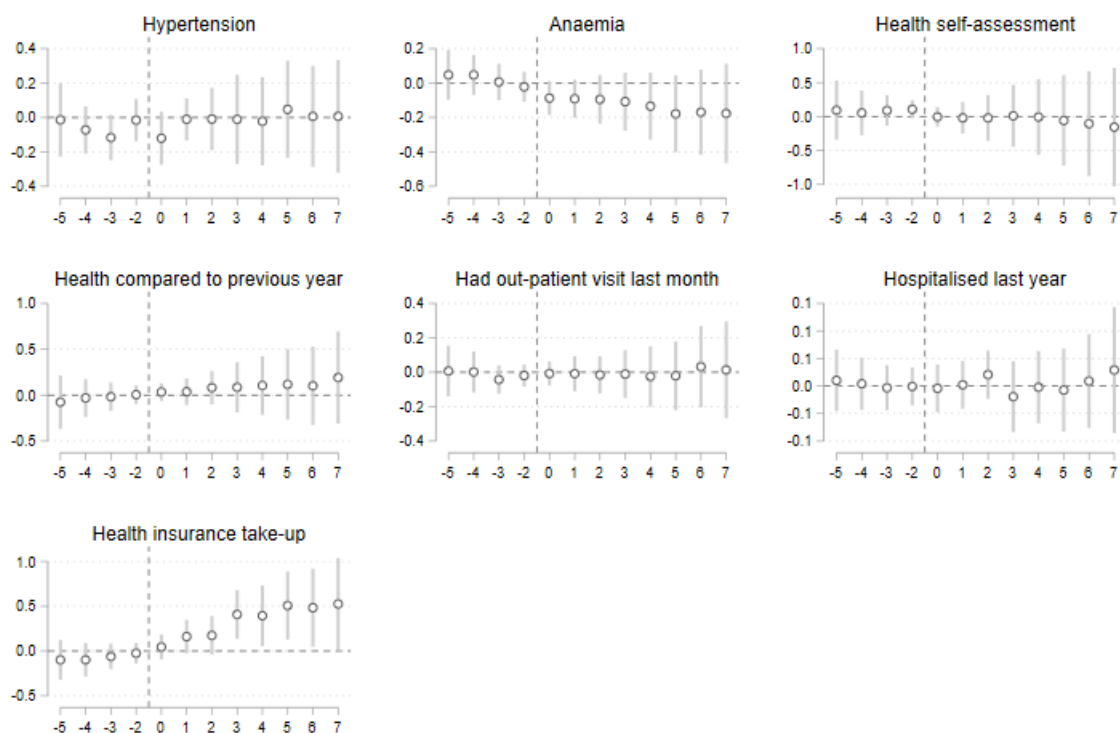 Hypertension
0.4
0.2
0.0
-0.2
-0.4
-5 -4 -3 -2 0 1 2 3 4 5 6 7
Anaemia
0.2
0.0
-0.2
-0.4
-0.6
-5 -4 -3 -2 0 1 2 3 4 5 6 7
Health self-assessment
1.0
0.5
0.0
-0.5
-1.0
-5 -4 -3 -2 0 1 2 3 4 5 6 7
Health compared to previous year
1.0
0.5
0.0
-0.5
-5 -4 -3 -2 0 1 2 3 4 5 6 7
Had out-patient visit last month
0.4
0.2
0.0
-0.2
-0.4
-5 -4 -3 -2 0 1 2 3 4 5 6 7
Hospitalised last year
0.1
0.1
0.1
0.0
-0.1
-0.1
-5 -4 -3 -2 0 1 2 3 4 5 6 7
Health insurance take-up
1.0
0.5
0.0
-0.5
-5 -4 -3 -2 0 1 2 3 4 5 6 7